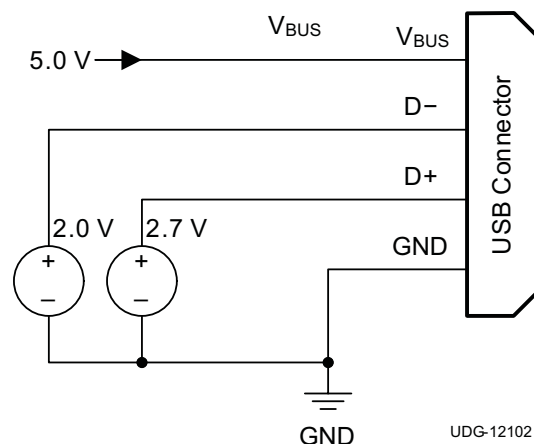 VBUS
VBUS
5.0 V
D−
D+
2.0 V
2.7 V
+
−
+
−
GND
USB Connector
GND
UDG-12102